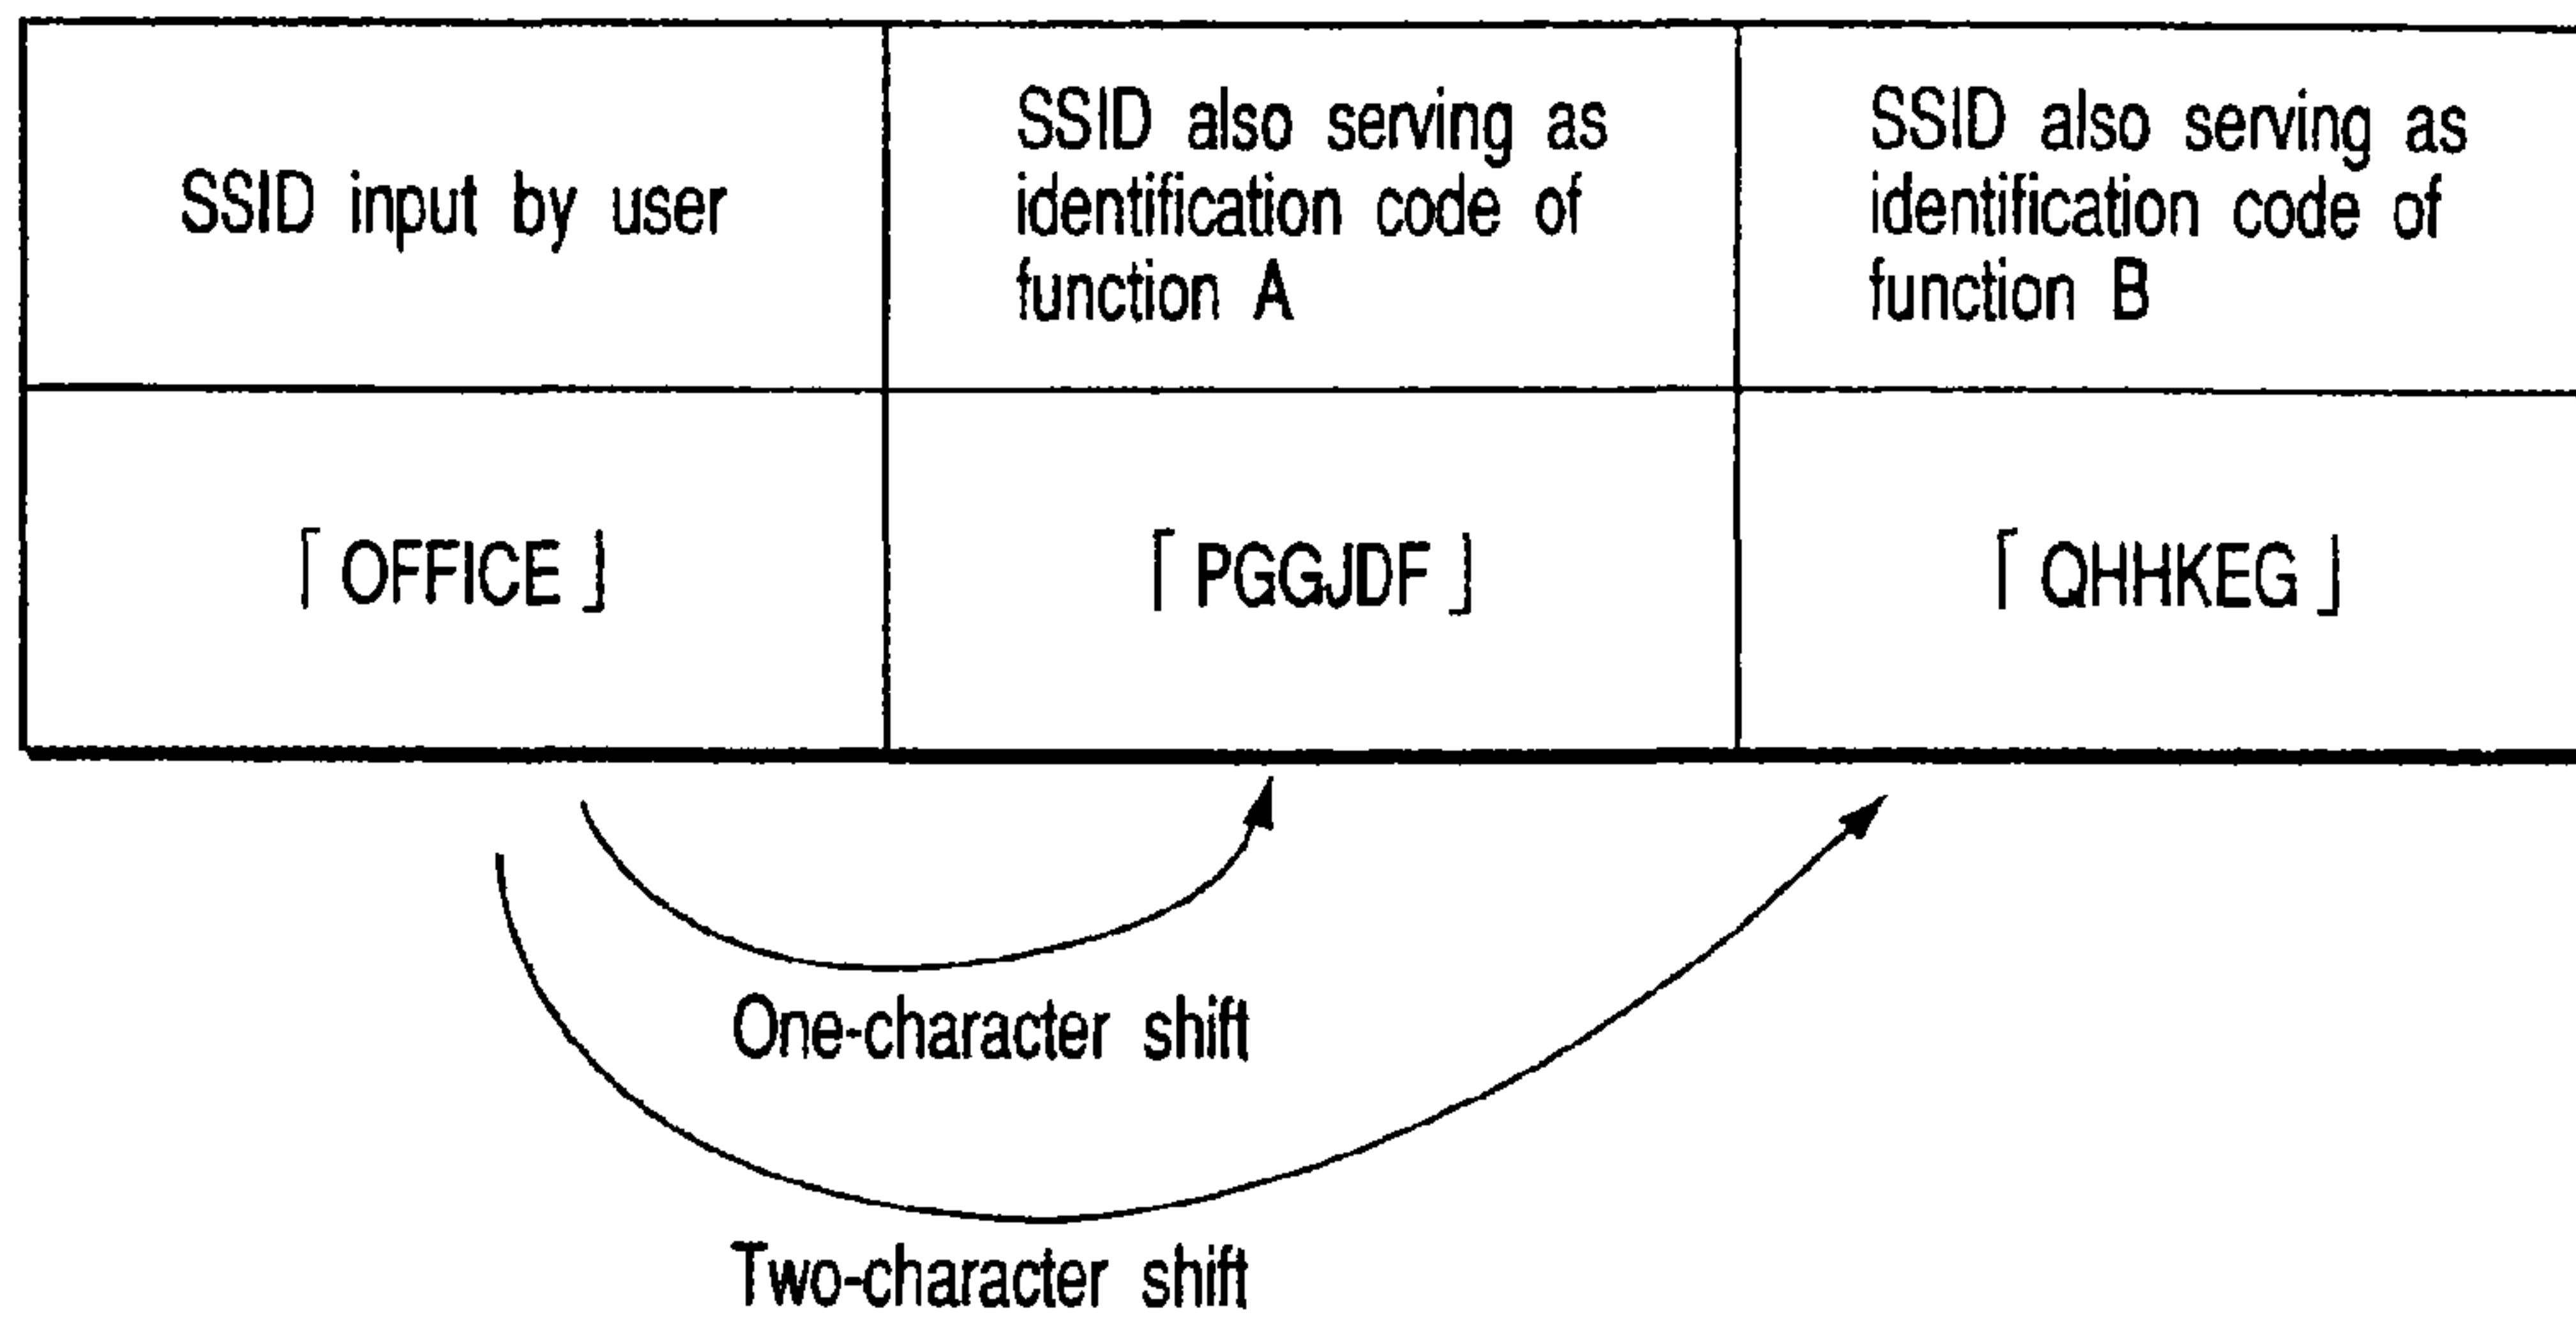 SSID input by user
SSID also serving as
identification code of
function A
SSID also serving as
identification code of
function B
「OFFICE」
「PGGJDF」
「QHHKEG」
One-character shift
Two-character shift